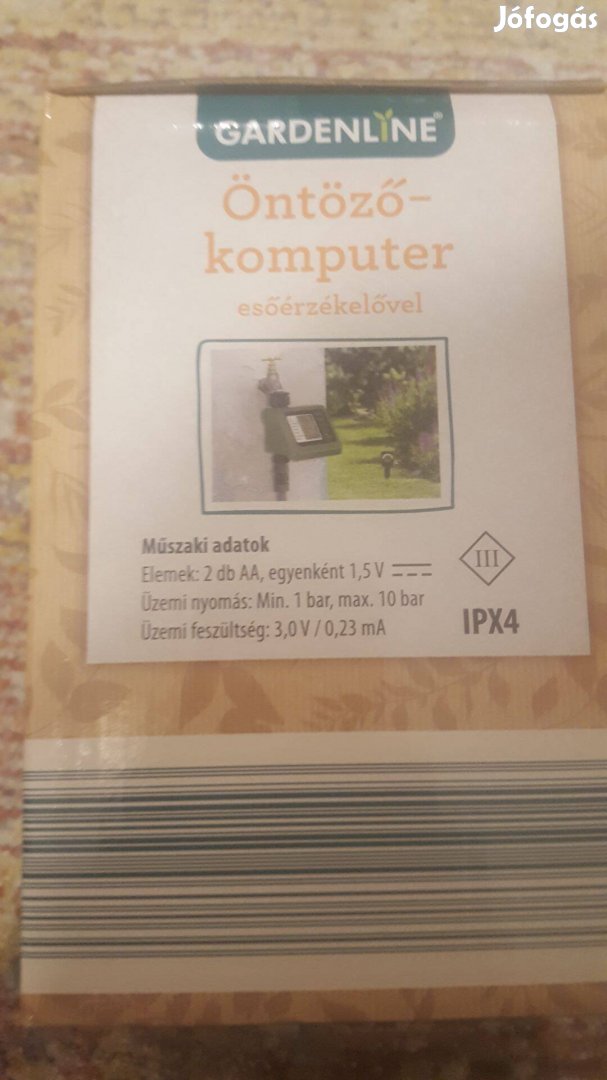 Jófogás
GARDENLINE®
Öntöző-
komputer
esőérzékelővel
Műszaki adatok
Elemek: 2 db AA, egyenként 1,5 V
Üzemi nyomás: Min. 1 bar, max. 10 bar
Üzemi feszültség: 3,0 V / 0,23 mA
III
IPX4